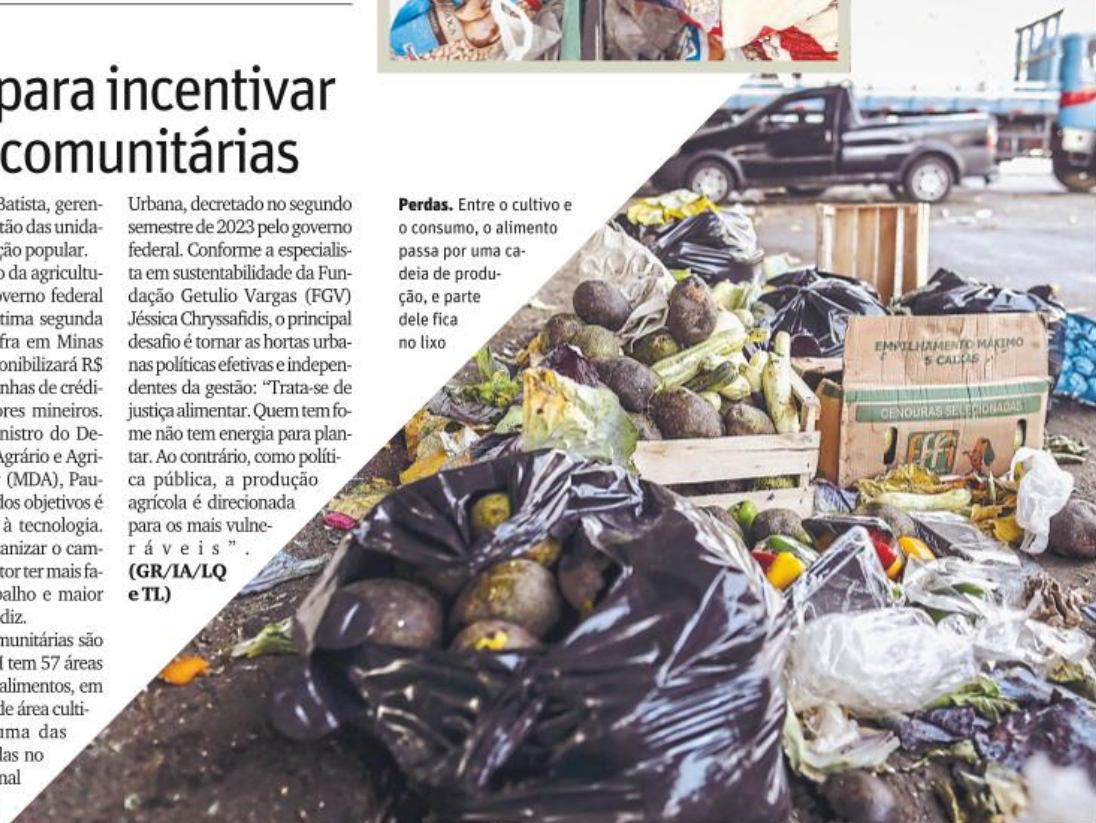 para incentivar
comunitárias
Batista, geren-
tão das unida-
ção popular.
o da agricultu-
overno federal
tima segunda
fra em Minas
onibilizará R$
nhas de crédi-
ores mineiros.
nistro do De-
Agrário e Agri-
r (MDA), Pau-
dos objetivos é
à tecnologia.
anizar o cam-
tor ter mais fa-
balho e maior
diz.
munitárias são
H tem 57 áreas
alimentos, em
de área culti-
uma das
das no
nal
Urbana, decretado no segundo
semestre de 2023 pelo governo
federal. Conforme a especialis-
ta em sustentabilidade da Fun-
dação Getulio Vargas (FGV)
Jéssica Chryssafidis, o principal
desafio é tornar as hortas urba-
nas políticas efetivas e indepen-
dentes da gestão: “Trata-se de
justiça alimentar. Quem tem fo-
me não tem energia para plan-
tar. Ao contrário, como políti-
ca pública, a produção
agrícola é direcionada
para os mais vulne-
ráveis”.
(GR/IA/LQ
e TL)
Perdas. Entre o cultivo e
o consumo, o alimento
passa por uma ca-
deia de produ-
ção, e parte
dele fica
no lixo
EMPILHAMENTO MÁXIMO
5 CAIXAS
CENOURAS SELECIONADAS